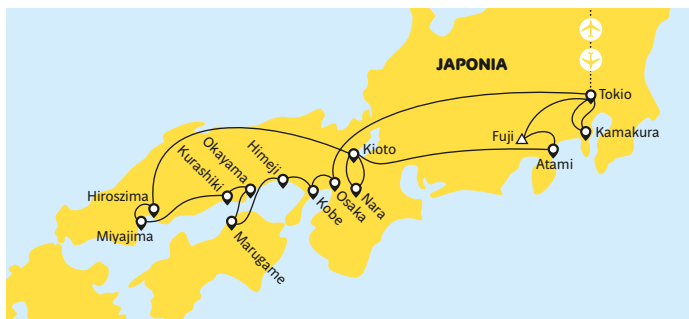 JAPONIA
Tokio
Kamakura
Fuji
Atami
Kioto
Nara
Osaka
Kobe
Himeji
Okayama
Kurashiki
Marugame
Hiroszima
Miyajima